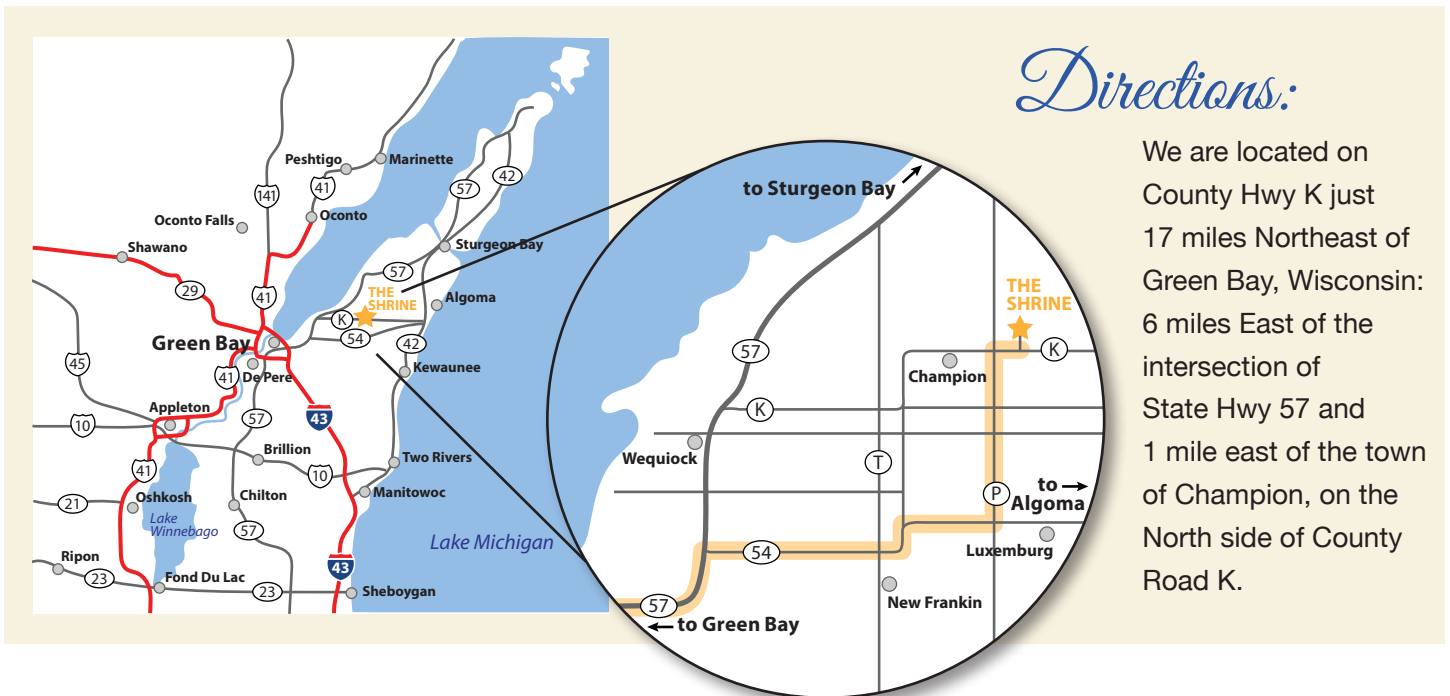 Directions:
We are located on
County Hwy K just
17 miles Northeast of
Green Bay, Wisconsin:
6 miles East of the
intersection of
State Hwy 57 and
1 mile east of the town
of Champion, on the
North side of County
Road K.
Peshtigo
Marinette
41
141
57
42
Oconto Falls
Oconto
Shawano
Sturgeon Bay
57
29
41
THE
SHRINE
Algoma
K
54
Green Bay
42
45
41
De Pere
Kewaunee
Appleton
10
57
43
Brillion
Two Rivers
41
10
21
Oshkosh
Chilton
Manitowoc
Lake
Winnebago
57
Lake Michigan
Ripon
23
Fond Du Lac
23
43
Sheboygan
to Sturgeon Bay
THE
SHRINE
57
K
Champion
K
Wequiock
T
P
to
Algoma
54
Luxemburg
New Frankin
57
to Green Bay